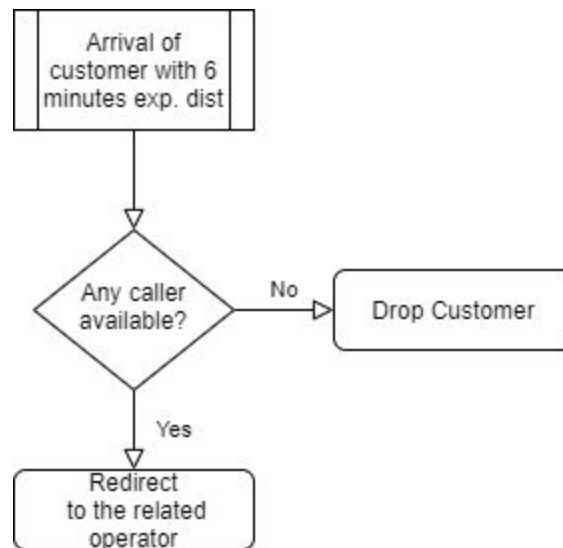 Arrival of
customer with 6
minutes exp. dist
Any caller
available?
No
Drop Customer
Yes
Redirect
to the related
operator